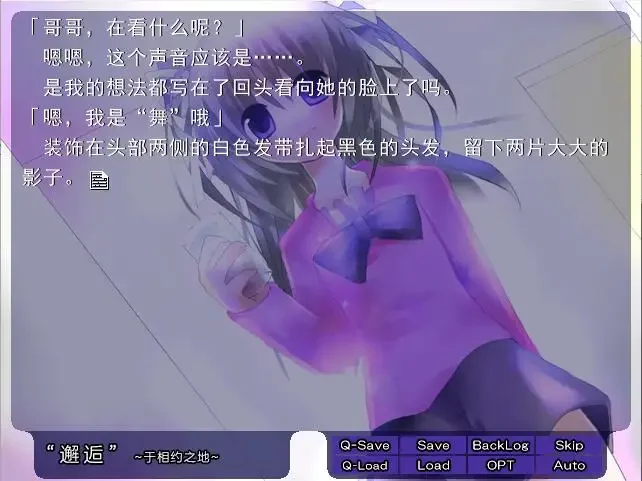 「哥哥，在看什么呢？」
嗯嗯，这个声音应该是……。
是我的想法都写在了回头看向她的脸上了吗。
「嗯，我是“舞”哦」
装饰在头部两侧的白色发带扎起黑色的头发，留下两片大大的
影子。
“邂逅” ~于相约之地~
Q-Save Save BackLog Skip
Q-Load Load OPT Auto